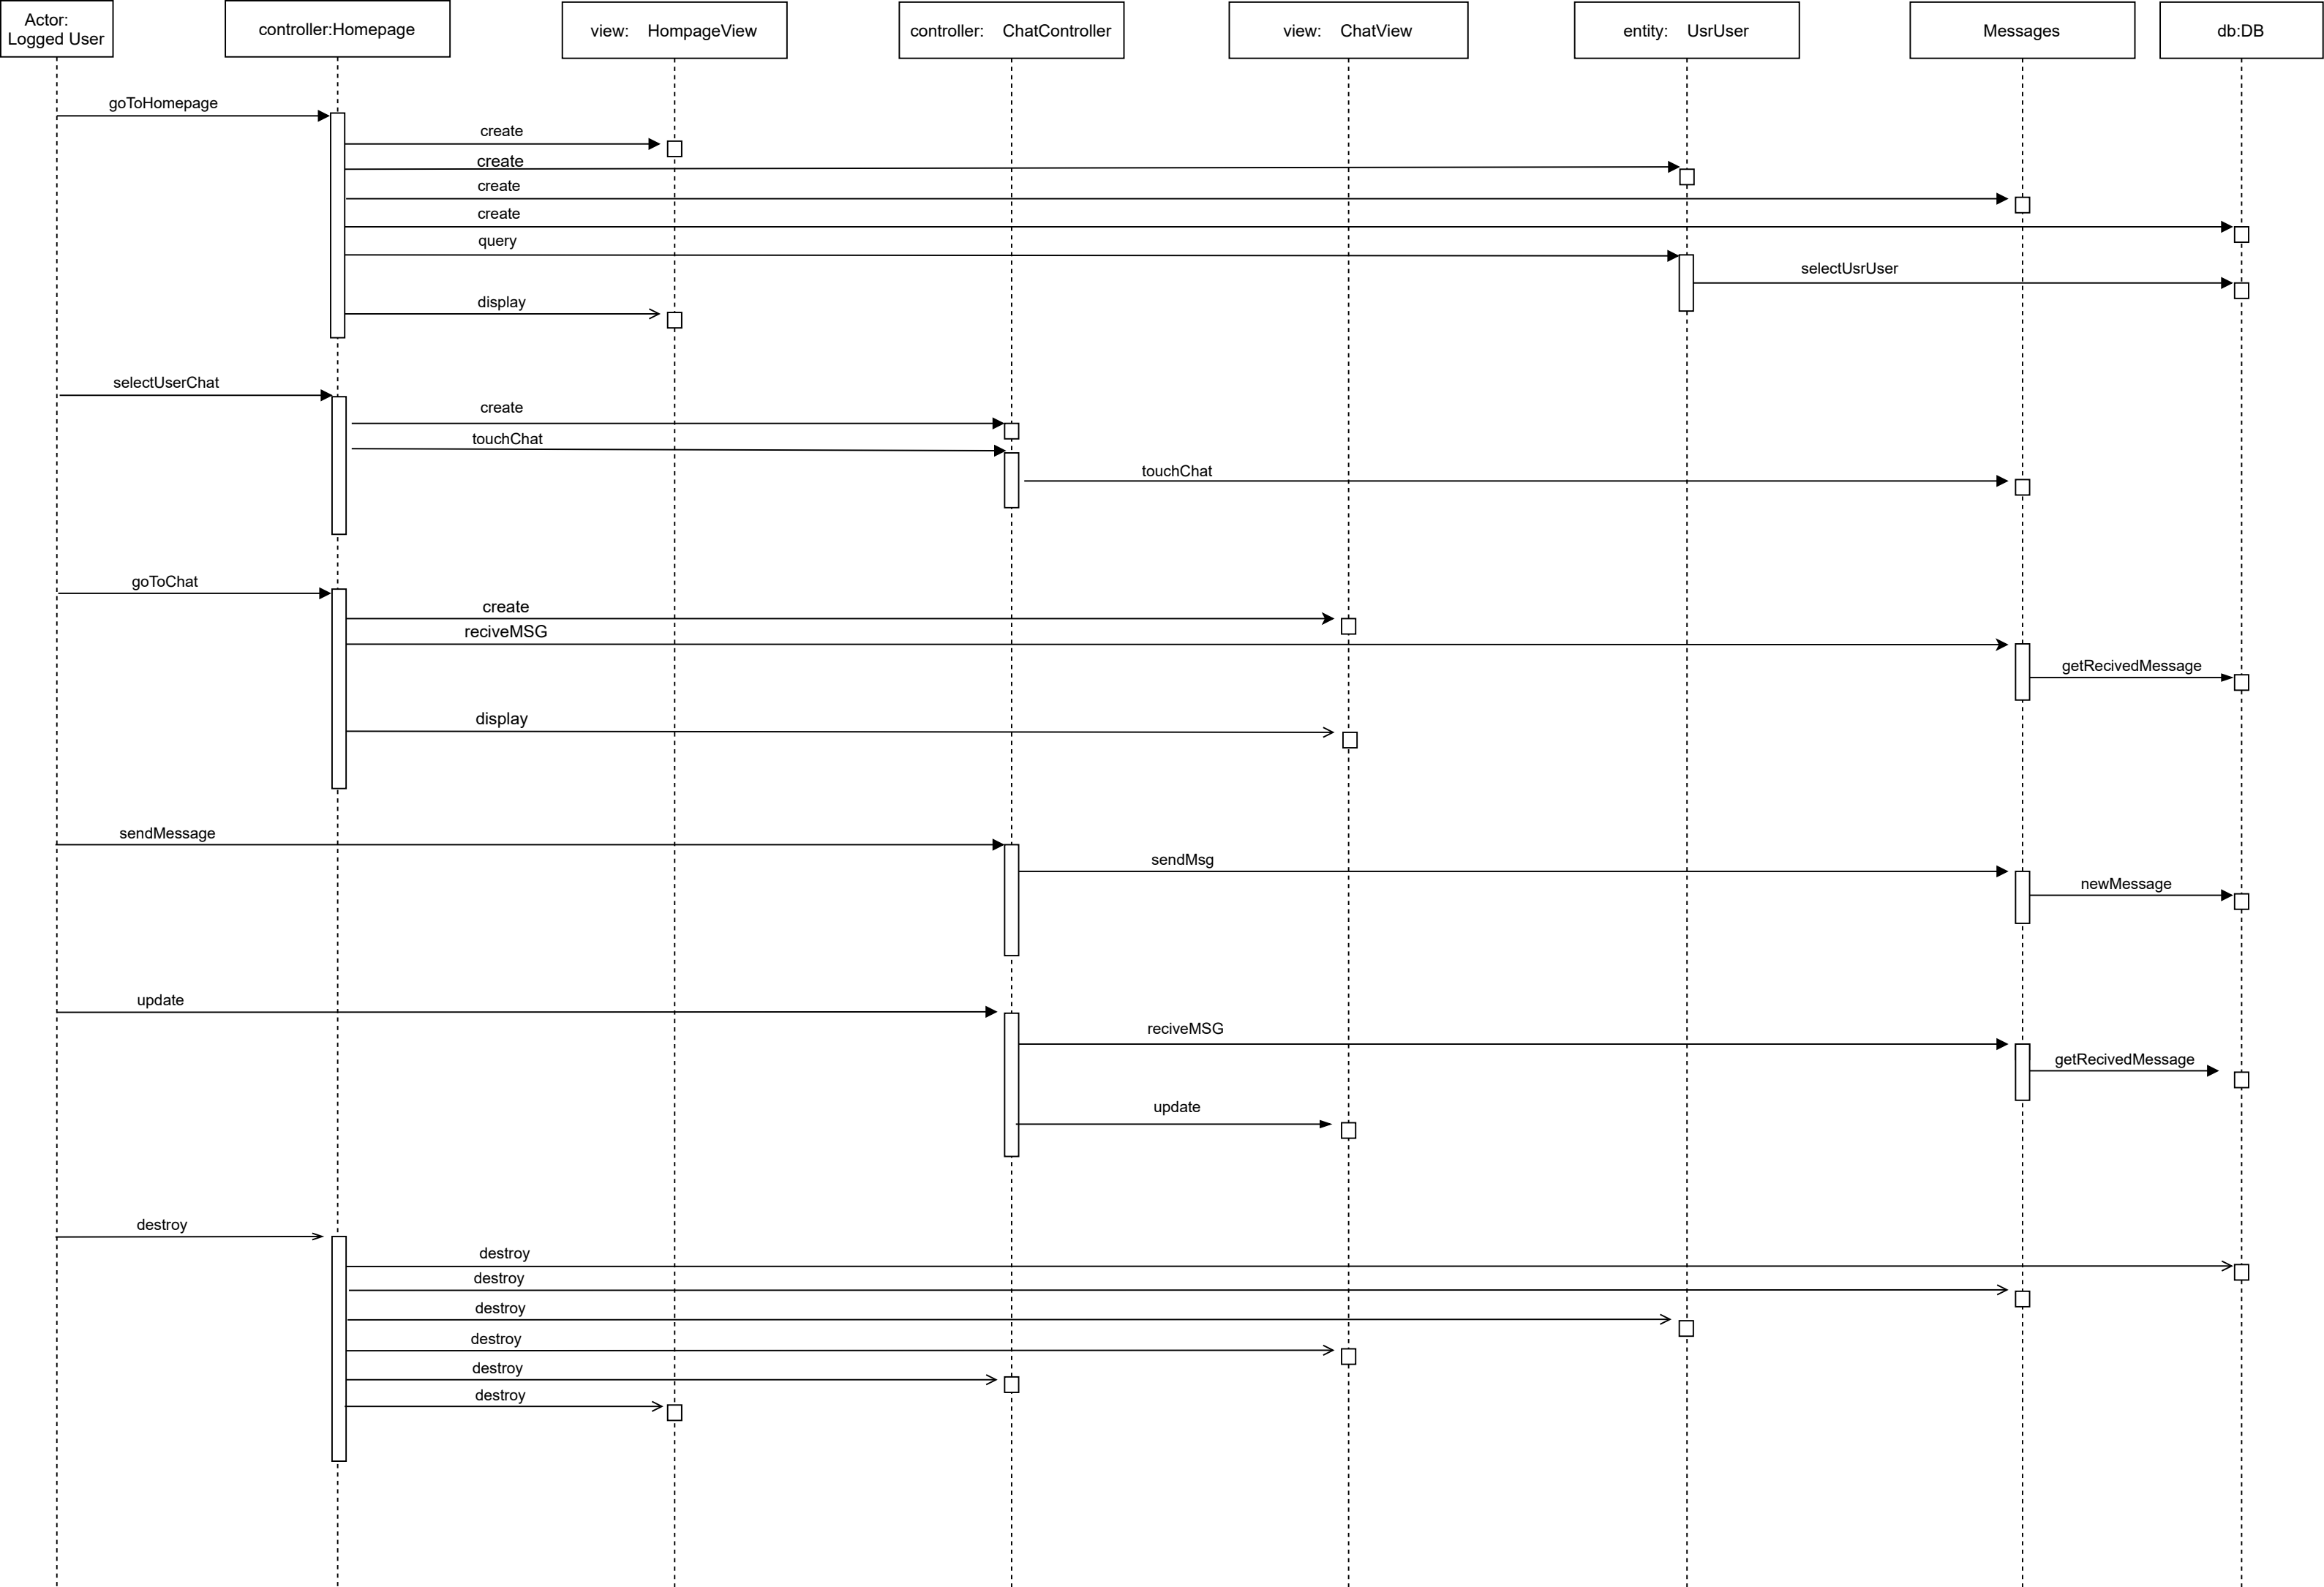 Actor:
Logged User
controller:Homepage
view: HompageView
controller: ChatController
view: ChatView
entity: UsrUser
Messages
db:DB
goToHomepage
create
create
create
create
query
selectUsrUser
display
selectUserChat
create
touchChat
touchChat
goToChat
create
reciveMSG
getRecivedMessage
display
sendMessage
sendMsg
newMessage
update
reciveMSG
getRecivedMessage
update
destroy
destroy
destroy
destroy
destroy
destroy
destroy